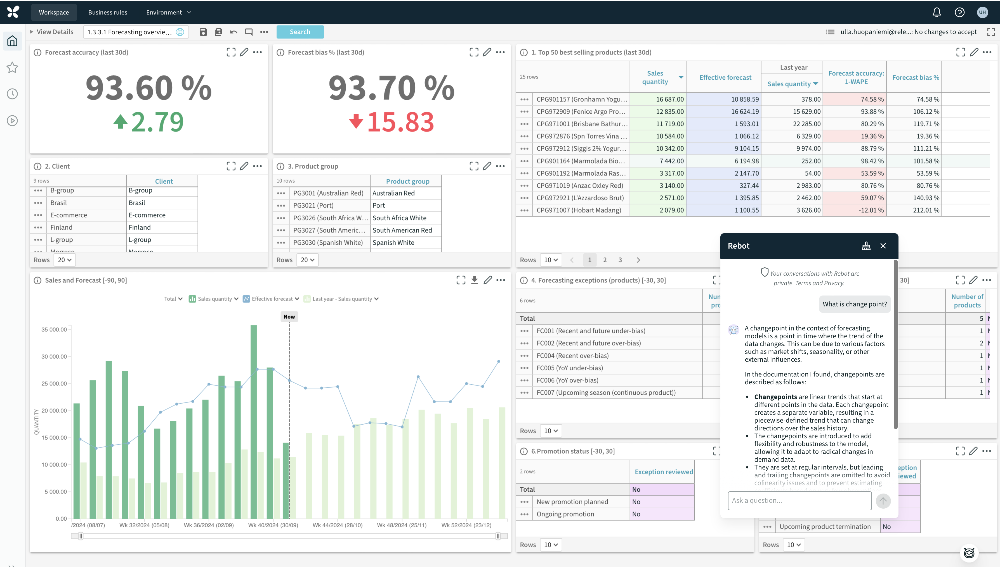 Workspace
Business rules
Environment
UH
View Details
1.3.3.1 Forecasting overvie...
Search
ulla.huopaniemi@rele...: No changes to accept
Forecast accuracy (last 30d)
93.60 %
2.79
Forecast bias % (last 30d)
93.70 %
15.83
1. Top 50 best selling products (last 30d)
25 rows
Sales quantity
Effective forecast
Last year
Sales quantity
Forecast accuracy: 1-WAPE
Forecast bias %
CPG901157 (Gronhamn Yogu... 16 687.00 10 858.59 378.00 74.58 % 74.58 %
CPG972909 (Fenice Argo Pro... 12 835.00 16 624.19 15 629.00 93.88 % 106.12 %
CPG971001 (Brisbane Bathur... 11 719.00 1 593.01 22 285.00 80.29 % 119.71 %
CPG972876 (Spn Torres Vina ... 10 584.00 1 066.12 6 329.00 19.36 % 19.36 %
CPG972912 (Siggis 2% Yogur... 10 342.00 9 104.15 9 974.00 88.79 % 111.21 %
CPG901164 (Marmolada Bio... 7 442.00 6 194.98 252.00 98.42 % 101.58 %
CPG901192 (Marmolada Ras... 3 317.00 2 147.70 54.00 53.59 % 53.59 %
CPG971019 (Anzac Oxley Red) 3 140.00 327.44 2 983.00 80.76 % 80.76 %
CPG972921 (L'Azzardoso Brut) 2 571.00 1 395.85 2 462.00 59.07 % 140.93 %
CPG971007 (Hobart Madang) 2 079.00 1 100.55 3 626.00 -12.01 % 212.01 %
Rows 10 1 2 3
2. Client
9 rows Client
B-group B-group
Brasil Brasil
E-commerce E-commerce
Finland Finland
L-group L-group
Rows 20
3. Product group
10 rows Product group
PG3001 (Australian Red) Australian Red
PG3021 (Port) Port
PG3026 (South Africa W... South Africa White
PG3027 (South Americ... South American Red
PG3030 (Spanish White) Spanish White
Rows 20
Sales and Forecast [-90, 90]
Total Sales quantity Effective forecast Last year - Sales quantity
Now
QUANTITY
35 000.00
30 000.00
25 000.00
20 000.00
15 000.00
10 000.00
5 000.00
0.00
/2024 (08/07) Wk 32/2024 (05/08) Wk 36/2024 (02/09) Wk 40/2024 (30/09) Wk 44/2024 (28/10) Wk 48/2024 (25/11) Wk 52/2024 (23/12)
4. Forecasting exceptions (products) [-30, 30]
6 rows
Total
FC001 (Recent and future under-bias)
FC002 (Recent and future over-bias)
FC004 (Recent over-bias)
FC005 (YoY under-bias)
FC006 (YoY over-bias)
FC007 (Upcoming season (continuous product))
Rows 10
30]
Number of products
5
1
2
1
1
1
1
6.Promotion status [-30, 30]
2 rows Exception reviewed
Total No
New promotion planned No
Ongoing promotion No
Rows 10
Upcoming product termination No
Rows 10
Rebot
Your conversations with Rebot are
private. Terms and Privacy.
What is change point?
A changepoint in the context of forecasting
models is a point in time where the trend of the
data changes. This can be due to various factors
such as market shifts, seasonality, or other
external influences.
In the documentation I found, changepoints are
described as follows:
• Changepoints are linear trends that start at
different points in the data. Each changepoint
creates a separate variable, resulting in a
piecewise-defined trend that can change
directions over the sales history.
• The changepoints are introduced to add
flexibility and robustness to the model,
allowing it to adapt to radical changes in
demand data.
• They are set at regular intervals, but leading
and trailing changepoints are omitted to avoid
colinearity issues and to prevent estimating
Ask a question...